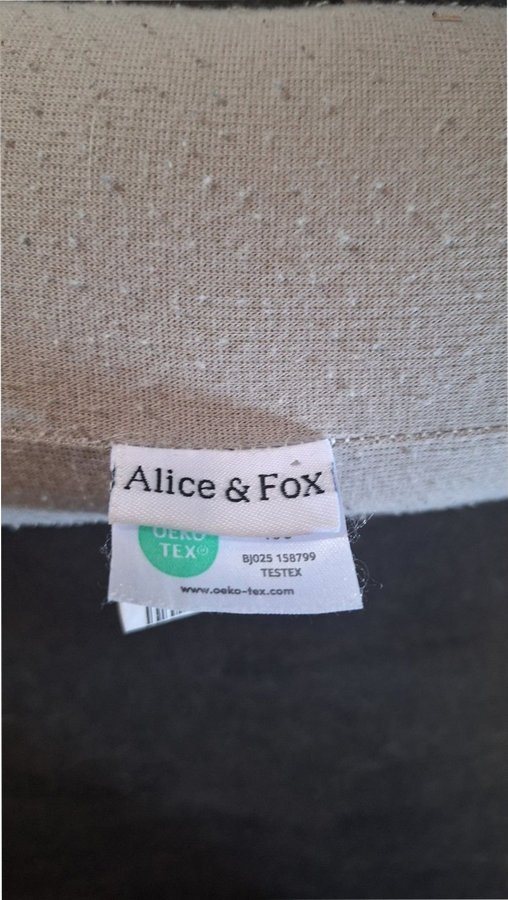 Alice & Fox
OEKO
TEX
BJ025 158799
TESTEX
www.oeko-tex.com